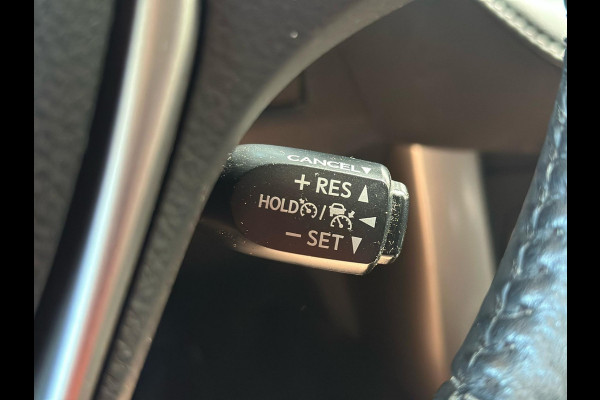 CANCEL▼
+ RES ▲
HOLD / ◀
− SET ▼